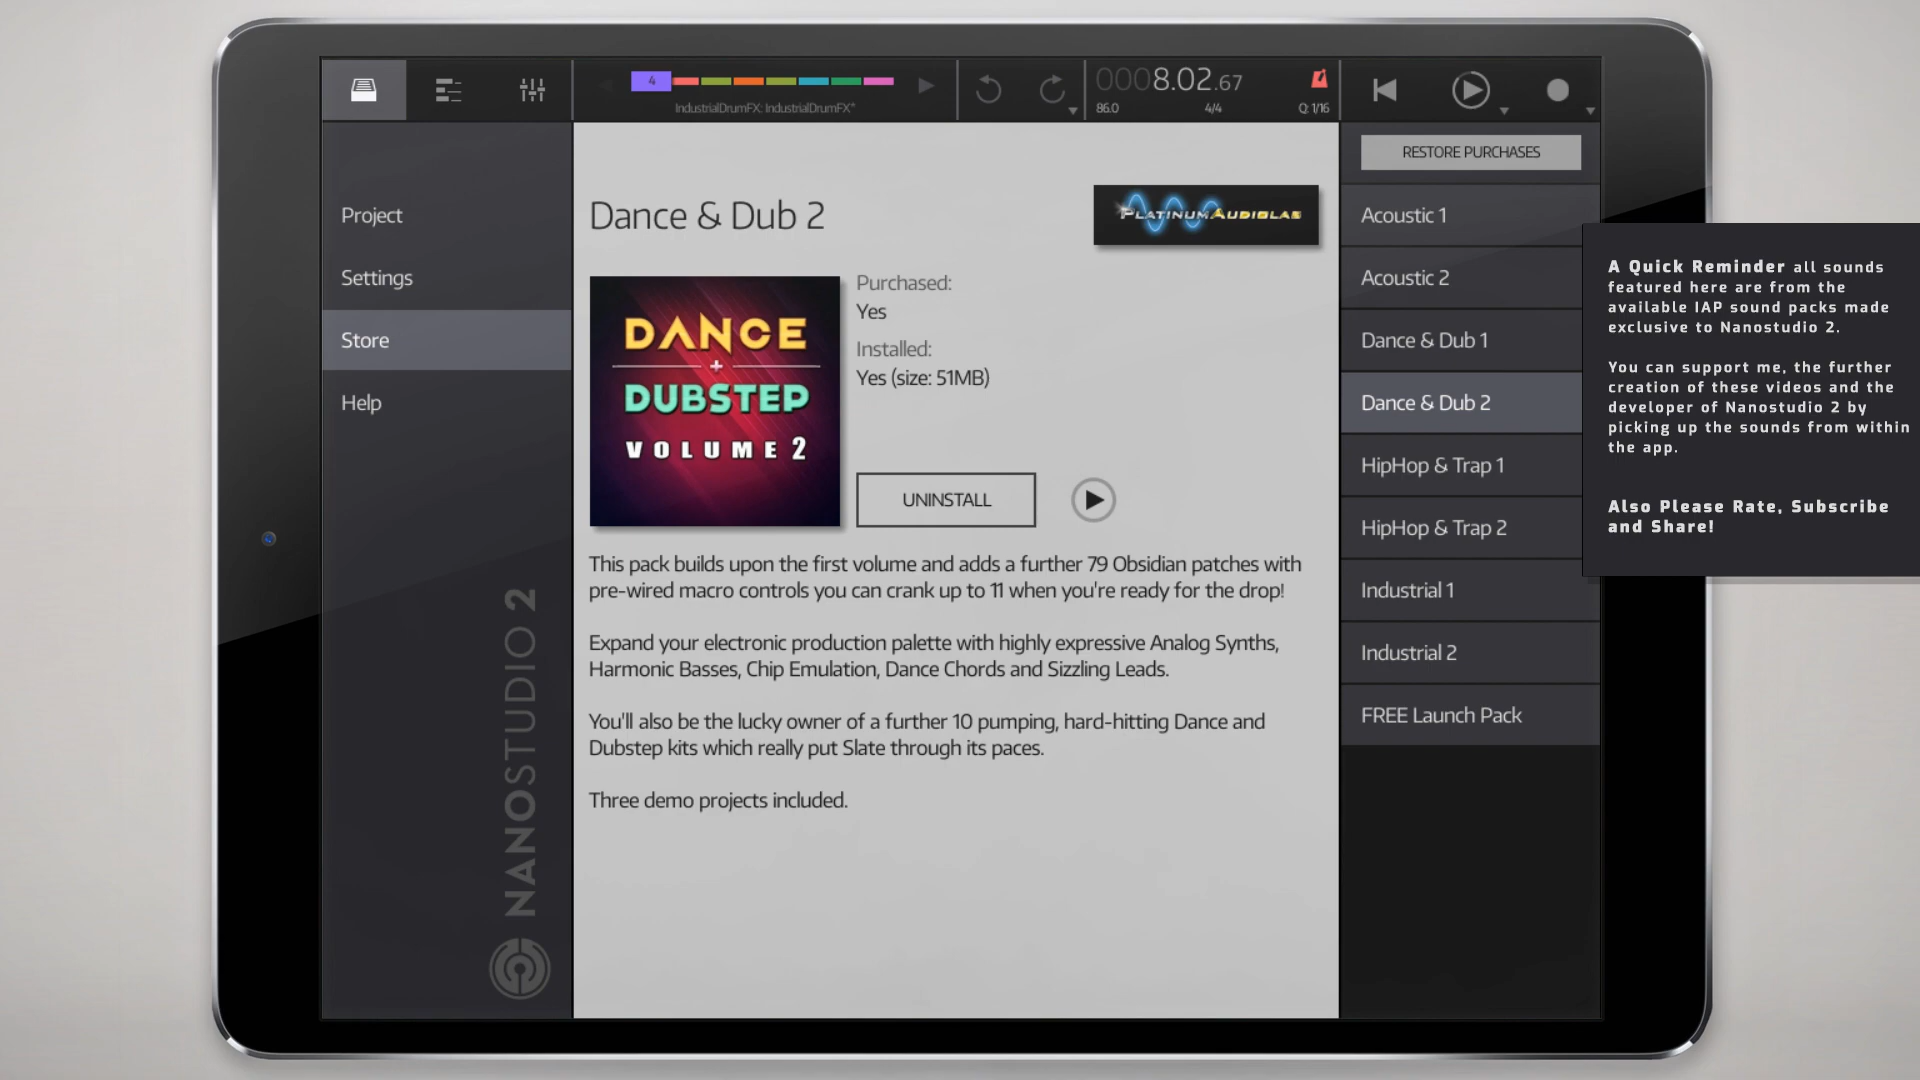 4
IndustrialDrumFX: IndustrialDrumFX*
0008.02.67
86.0
4/4
Q: 1/16
Project
Settings
Store
Help
NANOSTUDIO 2
Dance & Dub 2
PLATINUMAUDIOLAB
DANCE
+
DUBSTEP
VOLUME 2
Purchased:
Yes
Installed:
Yes (size: 51MB)
UNINSTALL
This pack builds upon the first volume and adds a further 79 Obsidian patches with
pre-wired macro controls you can crank up to 11 when you're ready for the drop!
Expand your electronic production palette with highly expressive Analog Synths,
Harmonic Basses, Chip Emulation, Dance Chords and Sizzling Leads.
You'll also be the lucky owner of a further 10 pumping, hard-hitting Dance and
Dubstep kits which really put Slate through its paces.
Three demo projects included.
RESTORE PURCHASES
Acoustic 1
Acoustic 2
Dance & Dub 1
Dance & Dub 2
HipHop & Trap 1
HipHop & Trap 2
Industrial 1
Industrial 2
FREE Launch Pack
A Quick Reminder all sounds
featured here are from the
available IAP sound packs made
exclusive to Nanostudio 2.
You can support me, the further
creation of these videos and the
developer of Nanostudio 2 by
picking up the sounds from within
the app.
Also Please Rate, Subscribe
and Share!